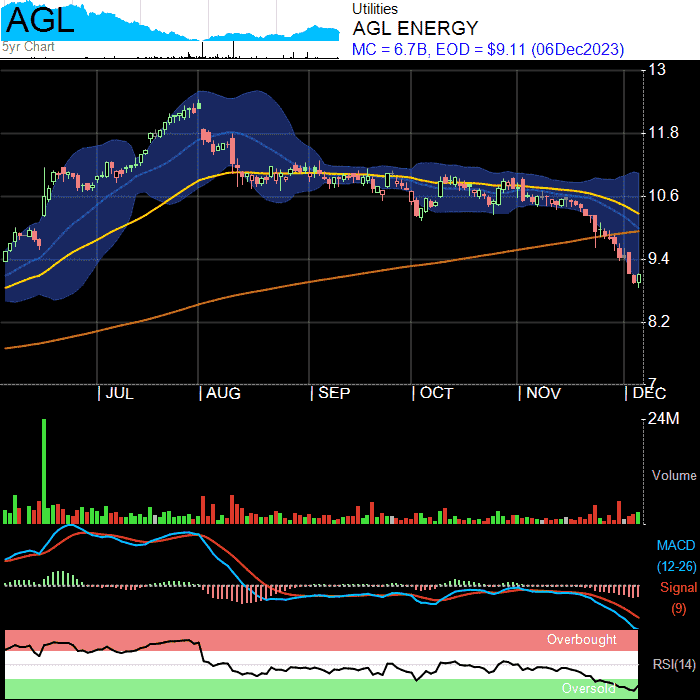 AGL
5yr Chart
Utilities
AGL ENERGY
MC = 6.7B, EOD = $9.11 (06Dec2023)
13
11.8
10.6
9.4
8.2
7
| JUL | AUG | SEP | OCT | NOV | DEC
24M
Volume
MACD
(12-26)
Signal
(9)
Overbought
RSI(14)
Oversold